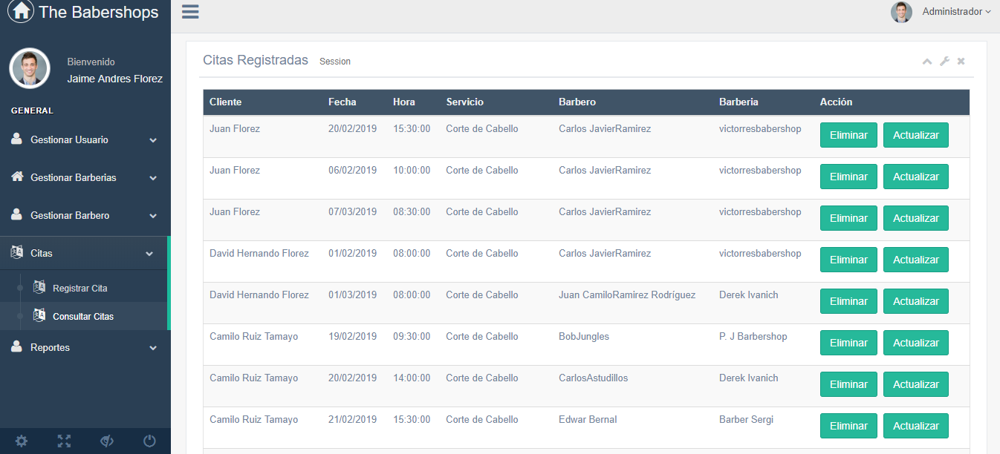 The Babershops
Administrador
Bienvenido
Jaime Andres Florez
GENERAL
Gestionar Usuario
Gestionar Barberias
Gestionar Barbero
Citas
Registrar Cita
Consultar Citas
Reportes
Citas Registradas Session
Cliente Fecha Hora Servicio Barbero Barberia Acción
Juan Florez 20/02/2019 15:30:00 Corte de Cabello Carlos JavierRamirez victorresbabershop Eliminar Actualizar
Juan Florez 06/02/2019 10:00:00 Corte de Cabello Carlos JavierRamirez victorresbabershop Eliminar Actualizar
Juan Florez 07/03/2019 08:30:00 Corte de Cabello Carlos JavierRamirez victorresbabershop Eliminar Actualizar
David Hernando Florez 01/02/2019 08:00:00 Corte de Cabello Carlos JavierRamirez victorresbabershop Eliminar Actualizar
David Hernando Florez 01/03/2019 08:00:00 Corte de Cabello Juan CamiloRamirez Rodríguez Derek Ivanich Eliminar Actualizar
Camilo Ruiz Tamayo 19/02/2019 09:30:00 Corte de Cabello BobJungles P. J Barbershop Eliminar Actualizar
Camilo Ruiz Tamayo 20/02/2019 14:00:00 Corte de Cabello CarlosAstudillos Derek Ivanich Eliminar Actualizar
Camilo Ruiz Tamayo 21/02/2019 15:30:00 Corte de Cabello Edwar Bernal Barber Sergi Eliminar Actualizar